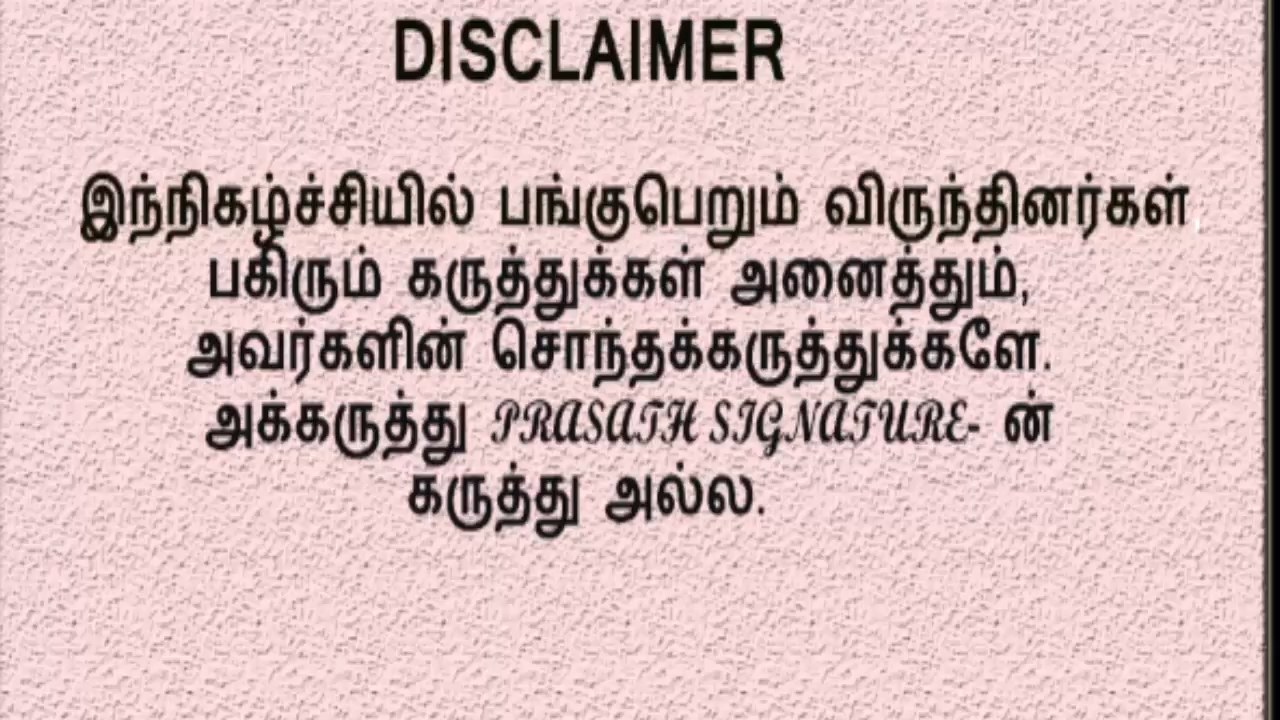 DISCLAIMER
இந்நிகழ்ச்சியில் பங்குபெறும் விருந்தினர்கள்,
பகிரும் கருத்துக்கள் அனைத்தும்,
அவர்களின் சொந்தக்கருத்துக்களே.
அக்கருத்து PRASATH SIGNATURE- ன்
கருத்து அல்ல.